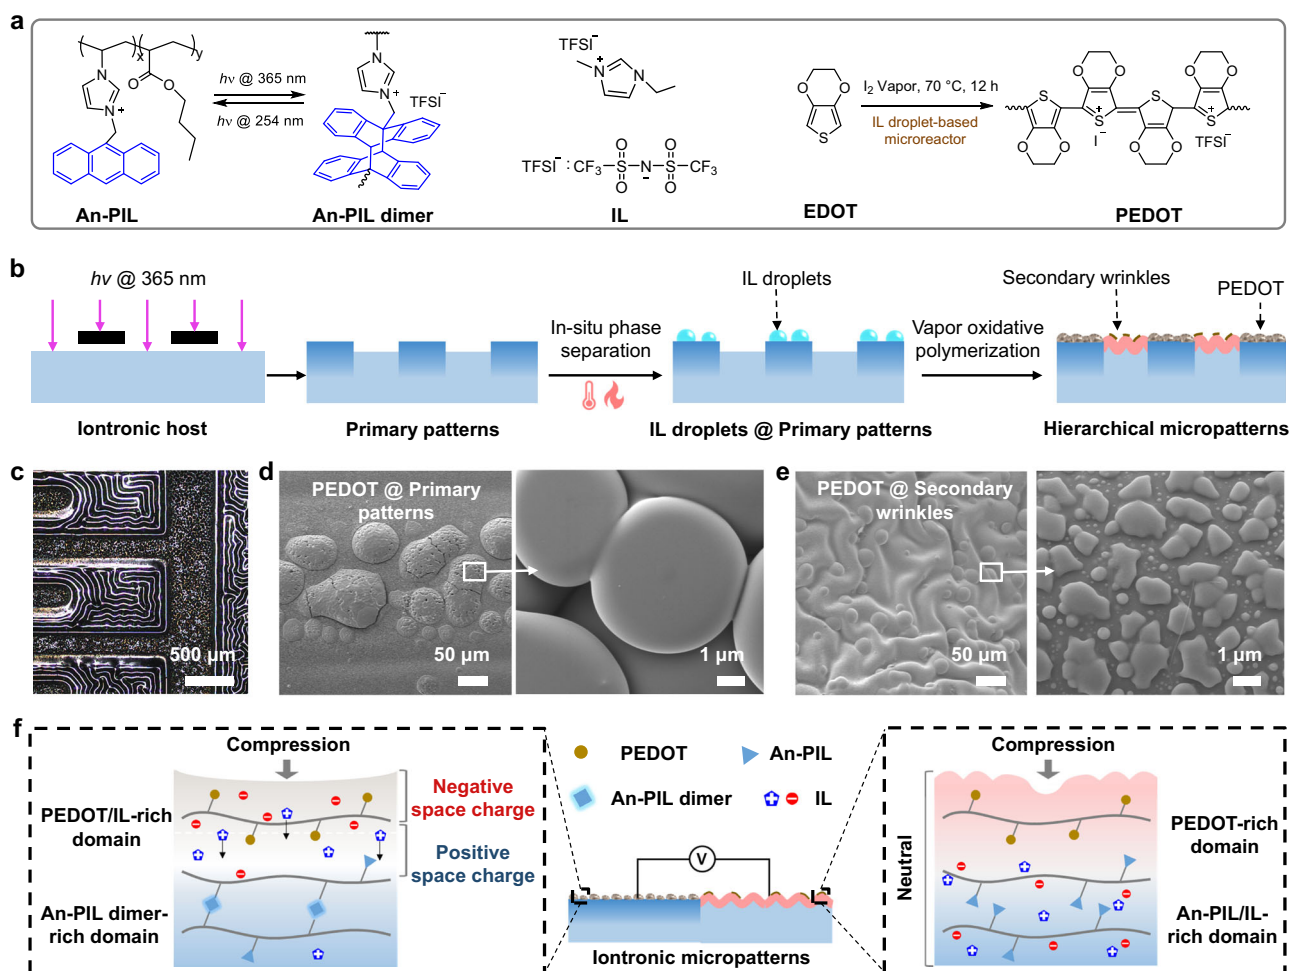 a
x
y
O
O
N
N
+
hν @ 365 nm
hν @ 254 nm
N
N
+
TFSI⁻
TFSI⁻
N
+
N
TFSI⁻ : CF₃
O
S
O
N
−
O
S
O
CF₃
O O
S
I₂ Vapor, 70 °C, 12 h
IL droplet-based
microreactor
O O
S
O O
S
+
I⁻
O O
S
O O
S
+
TFSI⁻
An-PIL
An-PIL dimer
IL
EDOT
PEDOT
b
hν @ 365 nm
In-situ phase
separation
IL droplets
Vapor oxidative
polymerization
Secondary wrinkles
PEDOT
Iontronic host
Primary patterns
IL droplets @ Primary patterns
Hierarchical micropatterns
c
500 µm
d
PEDOT @ Primary
patterns
50 µm
1 µm
e
PEDOT @ Secondary
wrinkles
50 µm
1 µm
f
Compression
PEDOT/IL-rich
domain
An-PIL dimer-
rich domain
Negative
space charge
Positive
space charge
PEDOT
An-PIL
An-PIL dimer
IL
V
Iontronic micropatterns
Compression
Neutral
PEDOT-rich
domain
An-PIL/IL-
rich domain